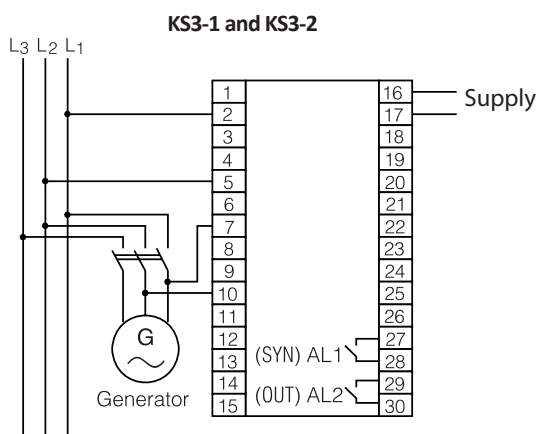 KS3-1 and KS3-2
L3 L2 L1
1 16 Supply
2 17
3 18
4 19
5 20
6 21
7 22
8 23
9 24
10 25
11 26
12 27
13 (SYN) AL1 28
14 29
15 (OUT) AL2 30
G
Generator